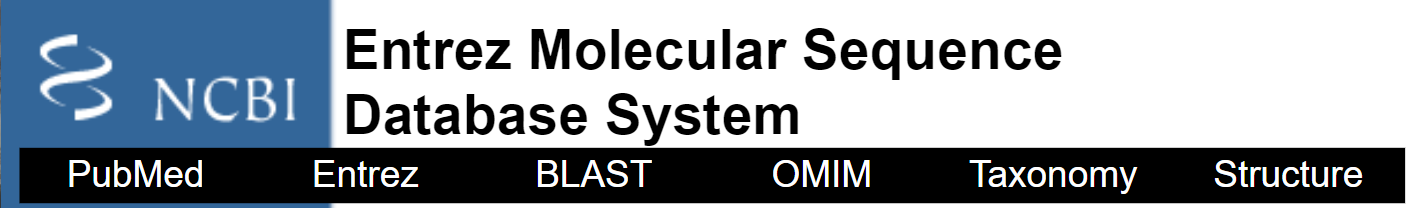 NCBI
Entrez Molecular Sequence
Database System
PubMed Entrez BLAST OMIM Taxonomy Structure